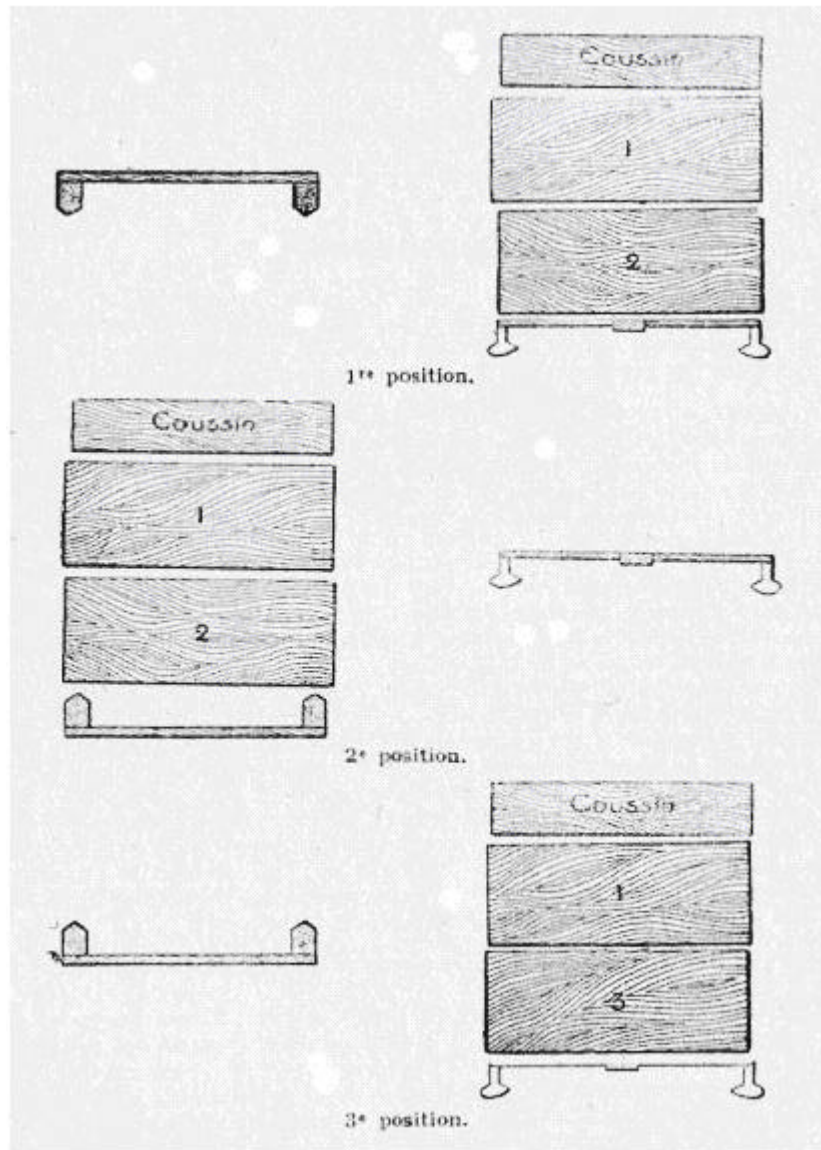 Coussin
1
2
1re position.
Coussin
1
2
2e position.
Coussin
1
3
3e position.